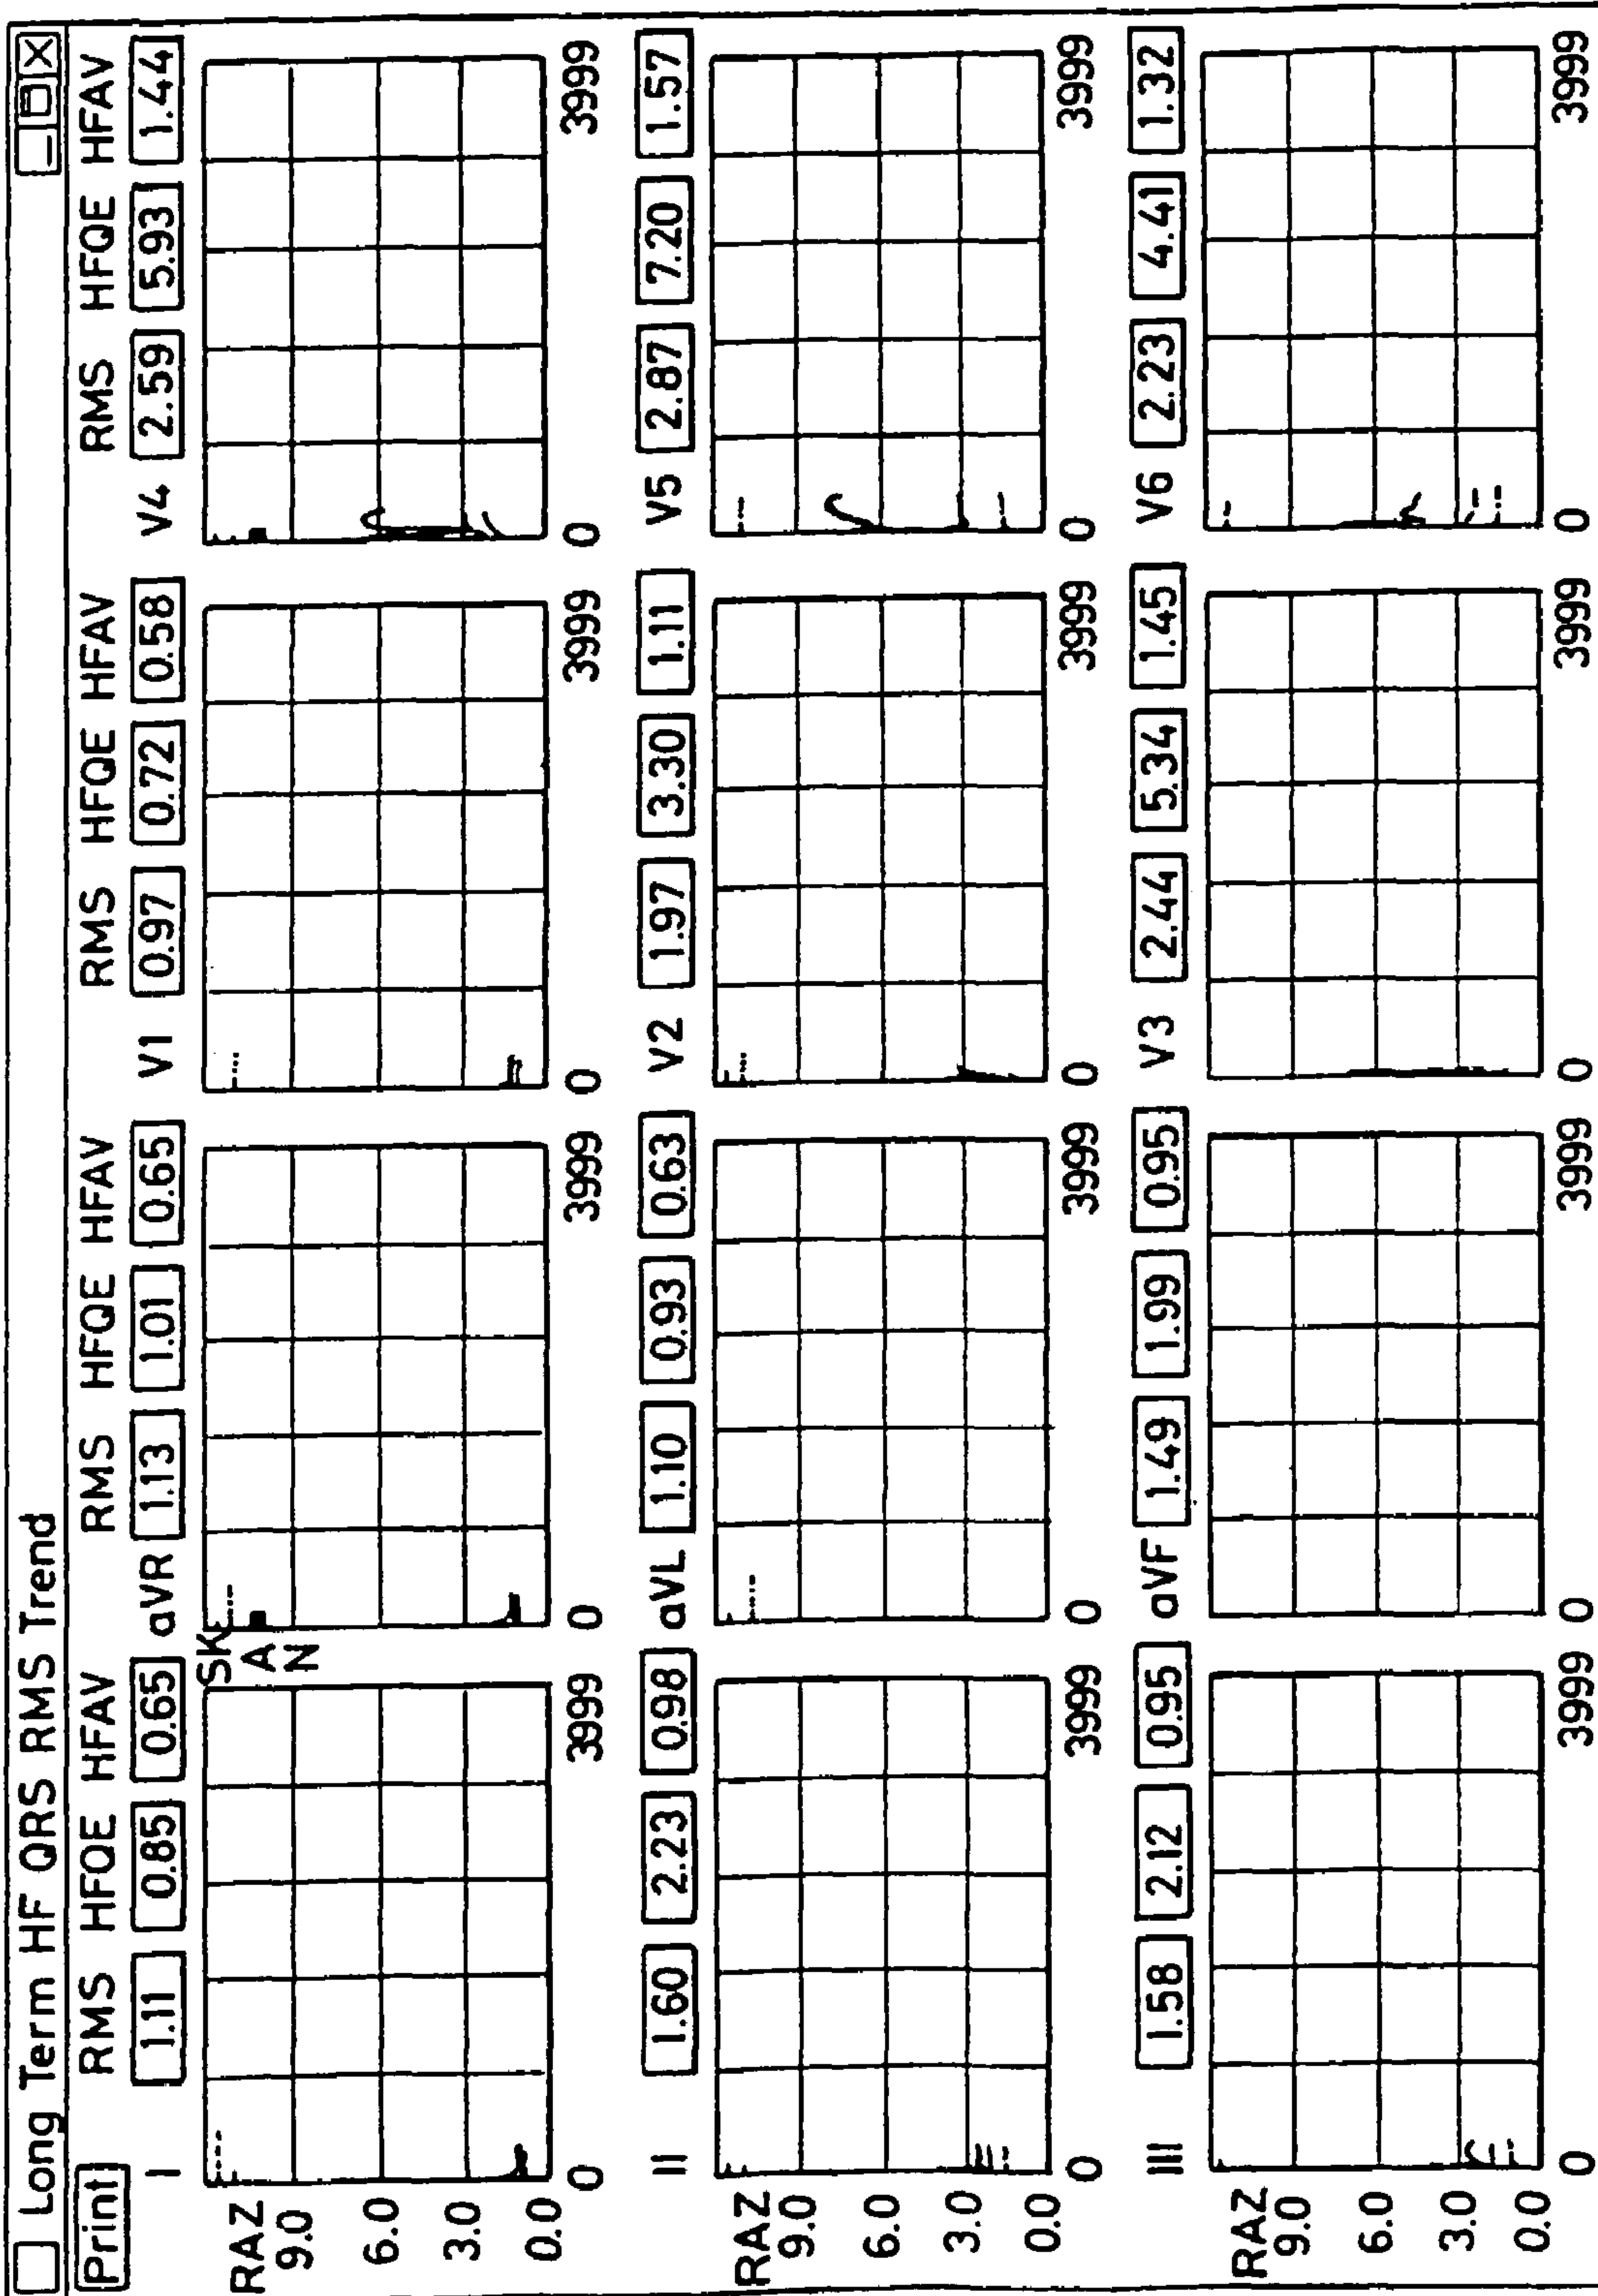 Long Term HF QRS RMS Trend
Print
RMS HFQE HFAV RMS HFQE HFAV RMS HFQE HFAV RMS HFQE HFAV
I 1.11 0.85 0.65 aVR 1.13 1.01 0.65 V1 0.97 0.72 0.58 V4 2.59 5.93 1.44
RAZ
9.0
6.0
3.0
0.0
SK
A
N
0 3999 0 3999 0 3999 0 3999
II 1.60 2.23 0.98 aVL 1.10 0.93 0.63 V2 1.97 3.30 1.11 V5 2.87 7.20 1.57
RAZ
9.0
6.0
3.0
0.0
0 3999 0 3999 0 3999 0 3999
III 1.58 2.12 0.95 aVF 1.49 1.99 0.95 V3 2.44 5.34 1.45 V6 2.23 4.41 1.32
RAZ
9.0
6.0
3.0
0.0
0 3999 0 3999 0 3999 0 3999